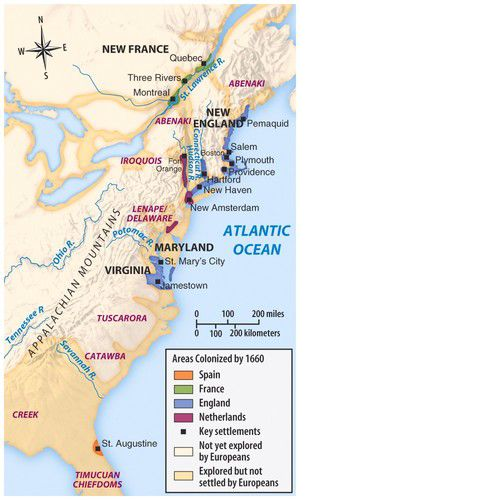 NEW FRANCE
Quebec
Three Rivers
St. Lawrence R.
Montreal
ABENAKI
ABENAKI
NEW
ENGLAND
Pemaquid
Connecticut R.
Hudson R.
Salem
Boston
Plymouth
Providence
IROQUOIS
Fort
Orange
Hartford
New Haven
New Amsterdam
LENAPE/
DELAWARE
ATLANTIC
OCEAN
Potomac R.
MARYLAND
St. Mary's City
VIRGINIA
Jamestown
Ohio R.
APPALACHIAN MOUNTAINS
Tennessee R
TUSCARORA
CATAWBA
Savannah R.
CREEK
St. Augustine
TIMUCUAN
CHIEFDOMS
N
W
E
S
0 100 200 miles
0 100 200 kilometers
Areas Colonized by 1660
Spain
France
England
Netherlands
Key settlements
Not yet explored
by Europeans
Explored but not
settled by Europeans